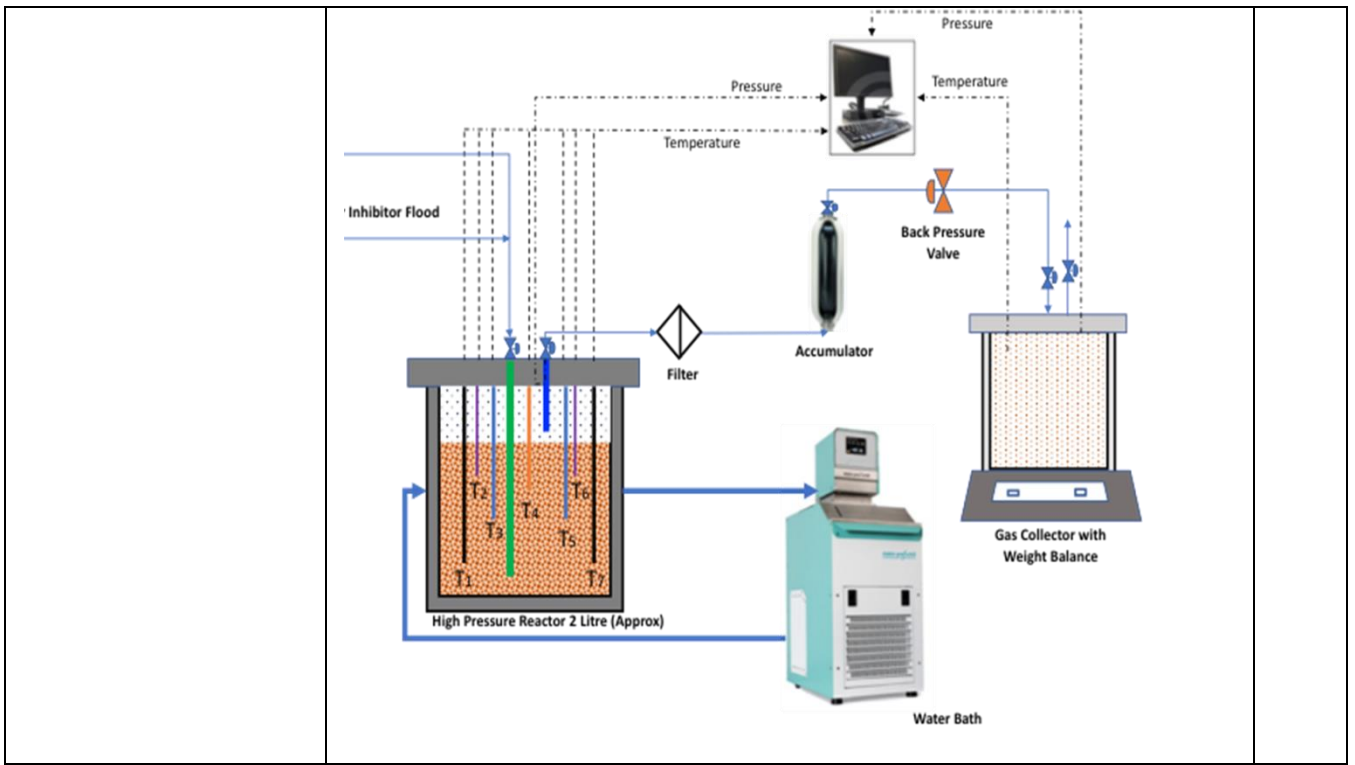 Pressure
Pressure
Temperature
Temperature
Inhibitor Flood
Back Pressure
Valve
Accumulator
Filter
T2
T6
T4
T3
T5
T1
T7
Gas Collector with
Weight Balance
High Pressure Reactor 2 Litre (Approx)
Water Bath